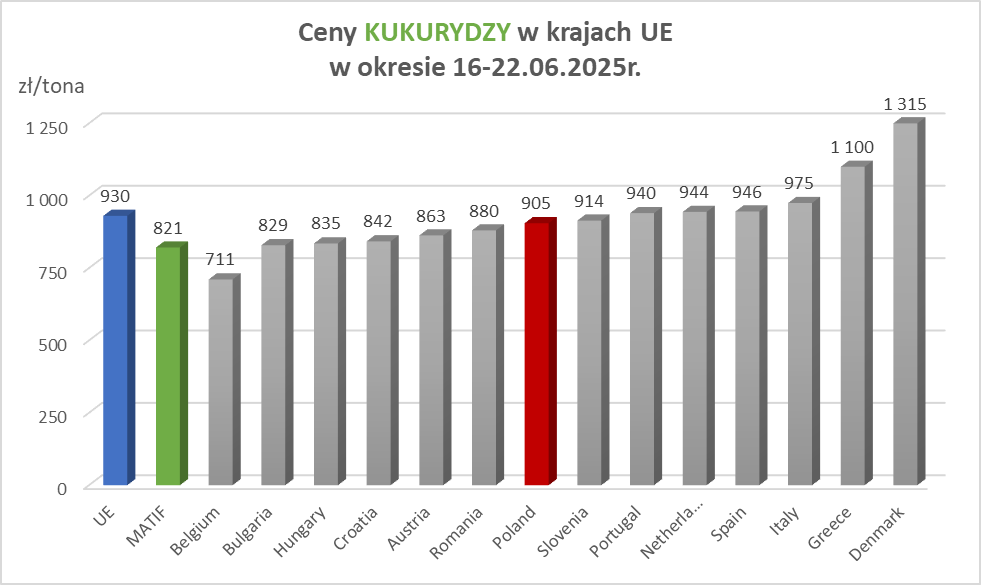 Ceny KUKURYDZY w krajach UE
w okresie 16-22.06.2025r.
zł/tona
1 250
1 000
750
500
250
0
930
821
711
829
835
842
863
880
905
914
940
944
946
975
1 100
1 315
UE
MATIF
Belgium
Bulgaria
Hungary
Croatia
Austria
Romania
Poland
Slovenia
Portugal
Netherla...
Spain
Italy
Greece
Denmark